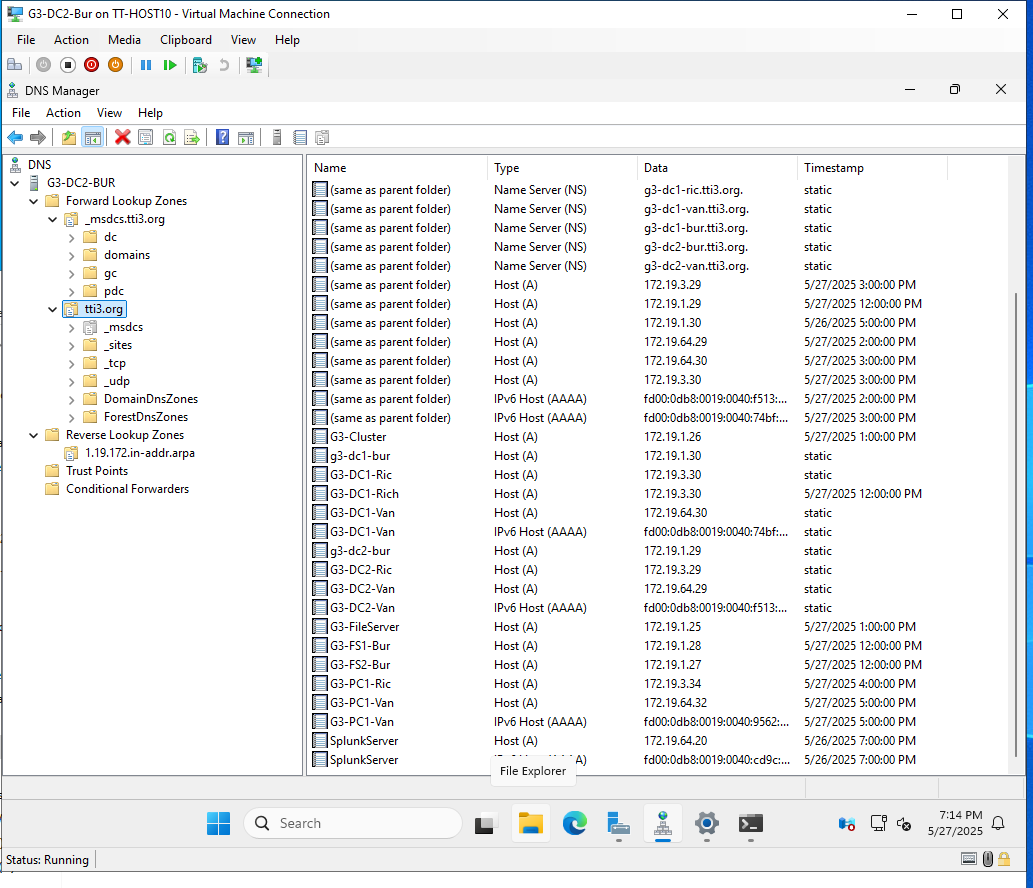 G3-DC2-Bur on TT-HOST10 - Virtual Machine Connection
File Action Media Clipboard View Help
DNS Manager
File Action View Help
DNS
G3-DC2-BUR
Forward Lookup Zones
_msdcs.tti3.org
dc
domains
gc
pdc
tti3.org
_msdcs
_sites
_tcp
_udp
DomainDnsZones
ForestDnsZones
Reverse Lookup Zones
1.19.172.in-addr.arpa
Trust Points
Conditional Forwarders
Name Type Data Timestamp
(same as parent folder) Name Server (NS) g3-dc1-ric.tti3.org. static
(same as parent folder) Name Server (NS) g3-dc1-van.tti3.org. static
(same as parent folder) Name Server (NS) g3-dc1-bur.tti3.org. static
(same as parent folder) Name Server (NS) g3-dc2-bur.tti3.org. static
(same as parent folder) Name Server (NS) g3-dc2-van.tti3.org. static
(same as parent folder) Host (A) 172.19.3.29 5/27/2025 3:00:00 PM
(same as parent folder) Host (A) 172.19.1.29 5/27/2025 12:00:00 PM
(same as parent folder) Host (A) 172.19.1.30 5/26/2025 5:00:00 PM
(same as parent folder) Host (A) 172.19.64.29 5/27/2025 2:00:00 PM
(same as parent folder) Host (A) 172.19.64.30 5/27/2025 3:00:00 PM
(same as parent folder) Host (A) 172.19.3.30 5/27/2025 3:00:00 PM
(same as parent folder) IPv6 Host (AAAA) fd00:0db8:0019:0040:f513:... 5/27/2025 2:00:00 PM
(same as parent folder) IPv6 Host (AAAA) fd00:0db8:0019:0040:74bf:... 5/27/2025 3:00:00 PM
G3-Cluster Host (A) 172.19.1.26 5/27/2025 1:00:00 PM
g3-dc1-bur Host (A) 172.19.1.30 static
G3-DC1-Ric Host (A) 172.19.3.30 static
G3-DC1-Rich Host (A) 172.19.3.30 5/27/2025 12:00:00 PM
G3-DC1-Van Host (A) 172.19.64.30 static
G3-DC1-Van IPv6 Host (AAAA) fd00:0db8:0019:0040:74bf:... static
g3-dc2-bur Host (A) 172.19.1.29 static
G3-DC2-Ric Host (A) 172.19.3.29 static
G3-DC2-Van Host (A) 172.19.64.29 static
G3-DC2-Van IPv6 Host (AAAA) fd00:0db8:0019:0040:f513:... static
G3-FileServer Host (A) 172.19.1.25 5/27/2025 1:00:00 PM
G3-FS1-Bur Host (A) 172.19.1.28 5/27/2025 12:00:00 PM
G3-FS2-Bur Host (A) 172.19.1.27 5/27/2025 12:00:00 PM
G3-PC1-Ric Host (A) 172.19.3.34 5/27/2025 4:00:00 PM
G3-PC1-Van Host (A) 172.19.64.32 5/27/2025 5:00:00 PM
G3-PC1-Van IPv6 Host (AAAA) fd00:0db8:0019:0040:9562:... 5/27/2025 5:00:00 PM
SplunkServer Host (A) 172.19.64.20 5/26/2025 7:00:00 PM
SplunkServer fd00:0db8:0019:0040:cd9c:... 5/26/2025 7:00:00 PM
File Explorer
Search
7:14 PM
5/27/2025
Status: Running